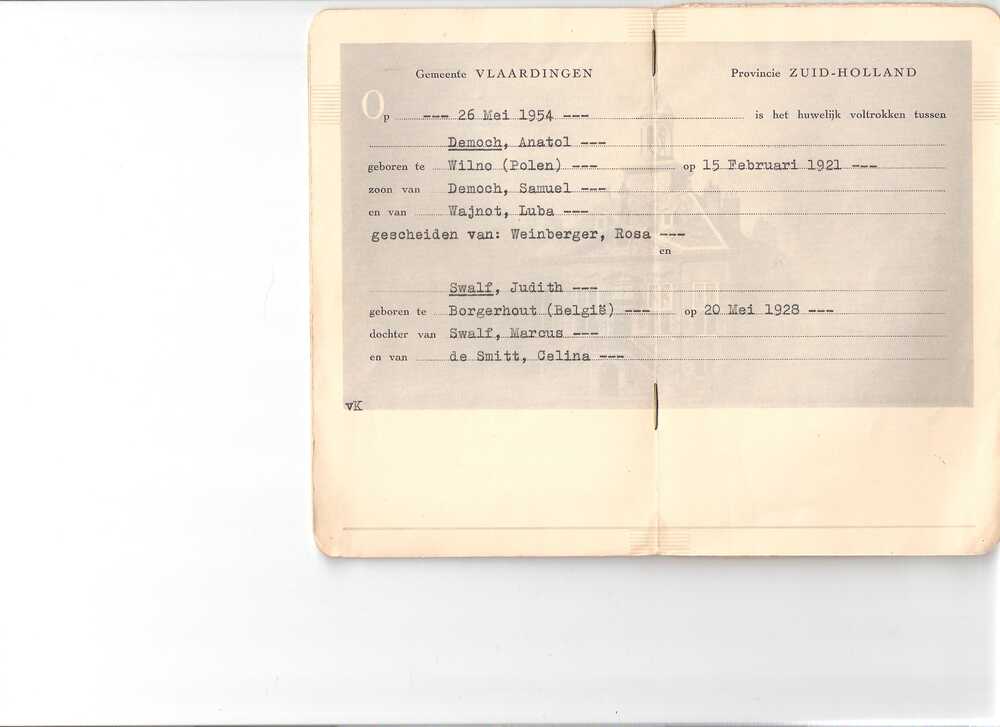 Gemeente VLAARDINGEN Provincie ZUID-HOLLAND
Op --- 26 Mei 1954 --- is het huwelijk voltrokken tussen
Democh, Anatol ---
geboren te Wilno (Polen) --- op 15 Februari 1921 ---
zoon van Democh, Samuel ---
en van Wajnot, Luba ---
gescheiden van: Weinberger, Rosa ---
en
Swalf, Judith ---
geboren te Borgerhout (België) --- op 20 Mei 1928 ---
dochter van Swalf, Marcus ---
en van de Smitt, Celina ---
vK